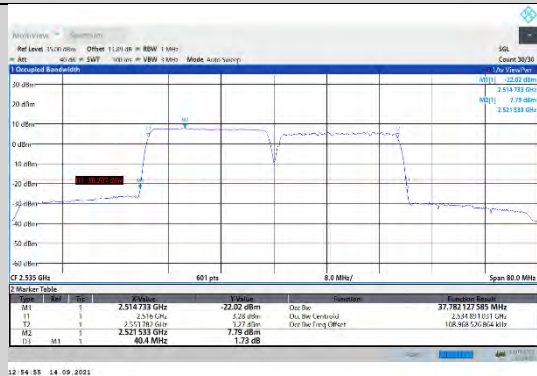 MultiView Spectrum
Ref Level 35.00 dBm Offset 11.89 dB RBW 1 MHz SGL
Att 40 dB SWT 100 ms VBW 3 MHz Mode Auto Sweep Count 30/30
1 Occupied Bandwidth 1Av ViewPwr
M1[1] -22.02 dBm
2.514 733 GHz
M2[1] 7.79 dBm
2.521 533 GHz
30 dBm
20 dBm
10 dBm
0 dBm
-10 dBm
-20 dBm
-30 dBm
-40 dBm
-50 dBm
-60 dBm
M2
CF 2.535 GHz 601 pts 8.0 MHz/ Span 80.0 MHz
2 Marker Table
Type Ref Trc X-Value Y-Value Function Function Result
M1 1 2.514 733 GHz -22.02 dBm Occ Bw 37.782 127 585 MHz
T1 1 2.516 GHz 3.28 dBm Occ Bw Centroid 2.534 891 031 GHz
T2 1 2.553 782 GHz 3.27 dBm Occ Bw Freq Offset 108.968 526 864 kHz
M2 1 2.521 533 GHz 7.79 dBm
D3 M1 1 40.4 MHz 1.73 dB
12:54:55 14.09.2021